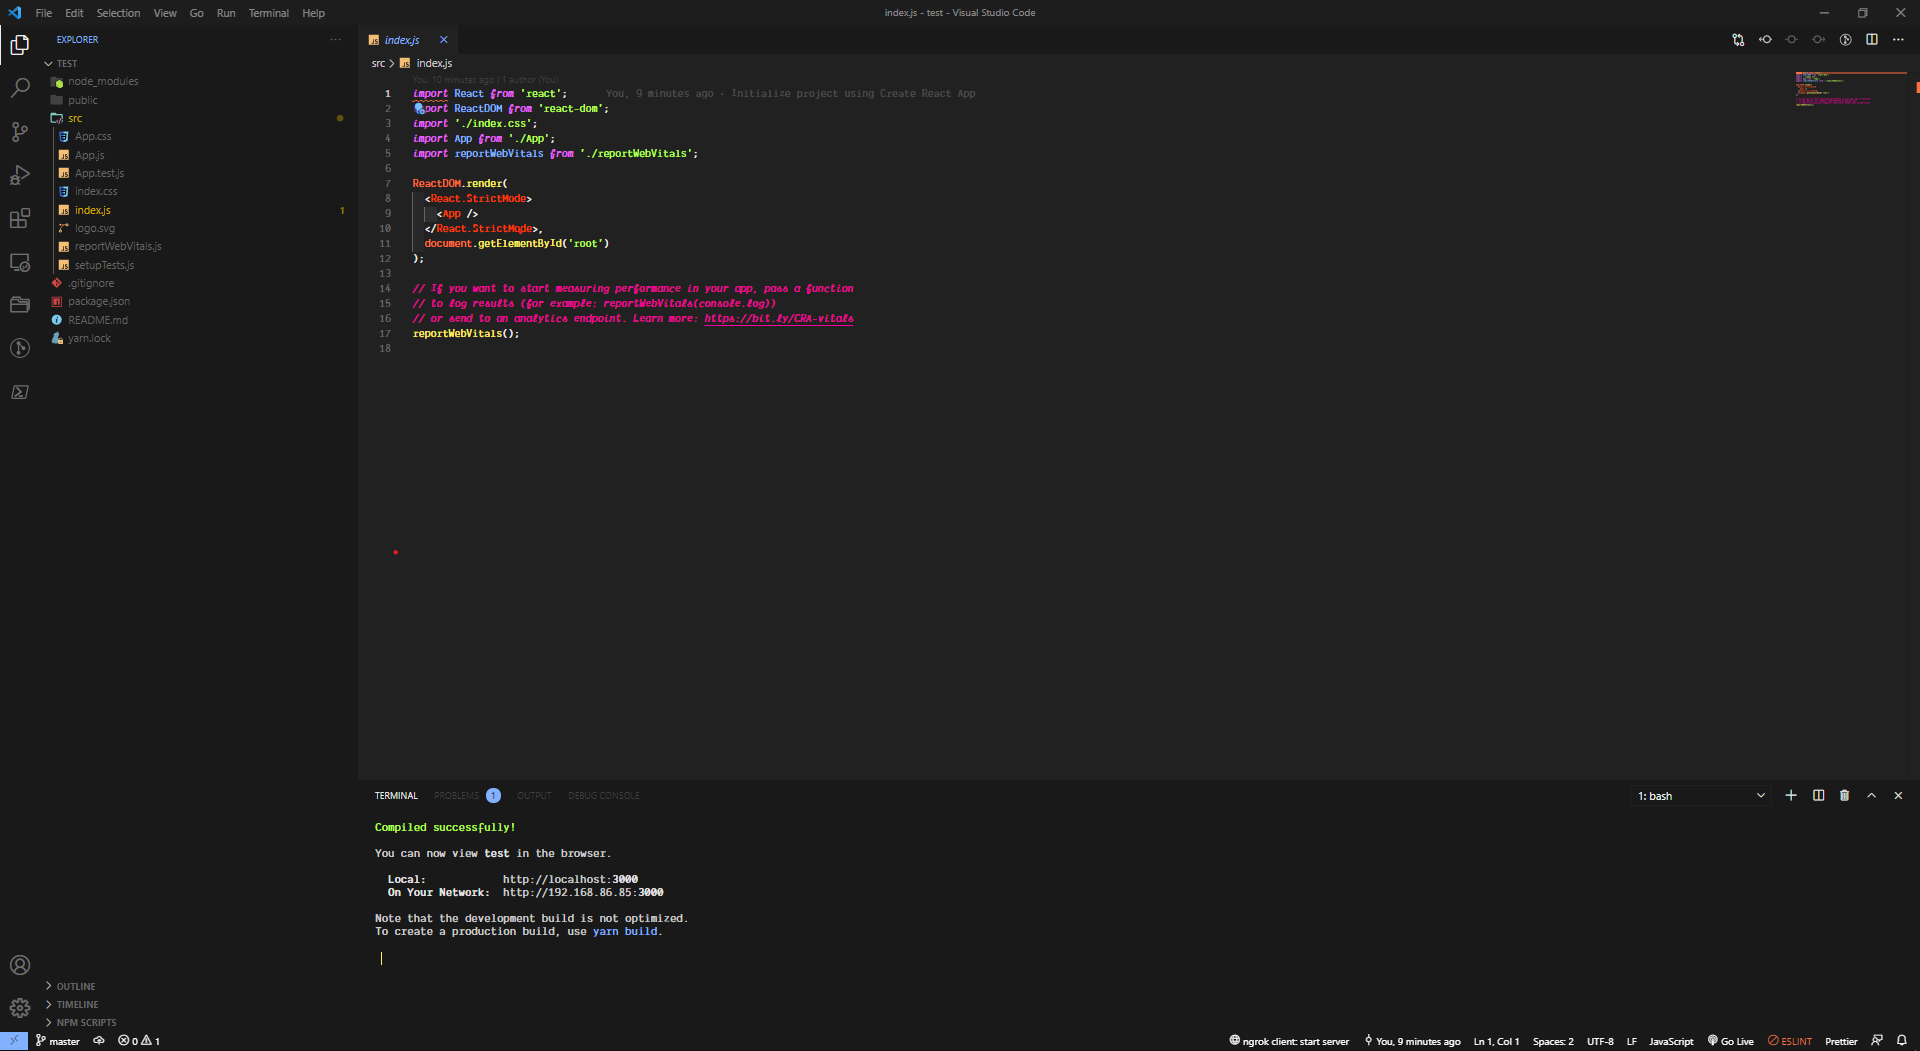 File Edit Selection View Go Run Terminal Help
index.js - test - Visual Studio Code
EXPLORER
TEST
node_modules
public
src
App.css
App.js
App.test.js
index.css
index.js 1
logo.svg
reportWebVitals.js
setupTests.js
.gitignore
package.json
README.md
yarn.lock
OUTLINE
TIMELINE
NPM SCRIPTS
index.js
src > index.js
You, 10 minutes ago | 1 author (You)
1 import React from 'react'; You, 9 minutes ago · Initialize project using Create React App
2 port ReactDOM from 'react-dom';
3 import './index.css';
4 import App from './App';
5 import reportWebVitals from './reportWebVitals';
6
7 ReactDOM.render(
8 <React.StrictMode>
9 <App />
10 </React.StrictMode>,
11 document.getElementById('root')
12 );
13
14 // If you want to start measuring performance in your app, pass a function
15 // to log results (for example: reportWebVitals(console.log))
16 // or send to an analytics endpoint. Learn more: https://bit.ly/CRA-vitals
17 reportWebVitals();
18
TERMINAL PROBLEMS 1 OUTPUT DEBUG CONSOLE
1: bash
Compiled successfully!
You can now view test in the browser.
Local: http://localhost:3000
On Your Network: http://192.168.86.85:3000
Note that the development build is not optimized.
To create a production build, use yarn build.
master 0 1
ngrok client: start server You, 9 minutes ago Ln 1, Col 1 Spaces: 2 UTF-8 LF JavaScript Go Live ESLINT Prettier